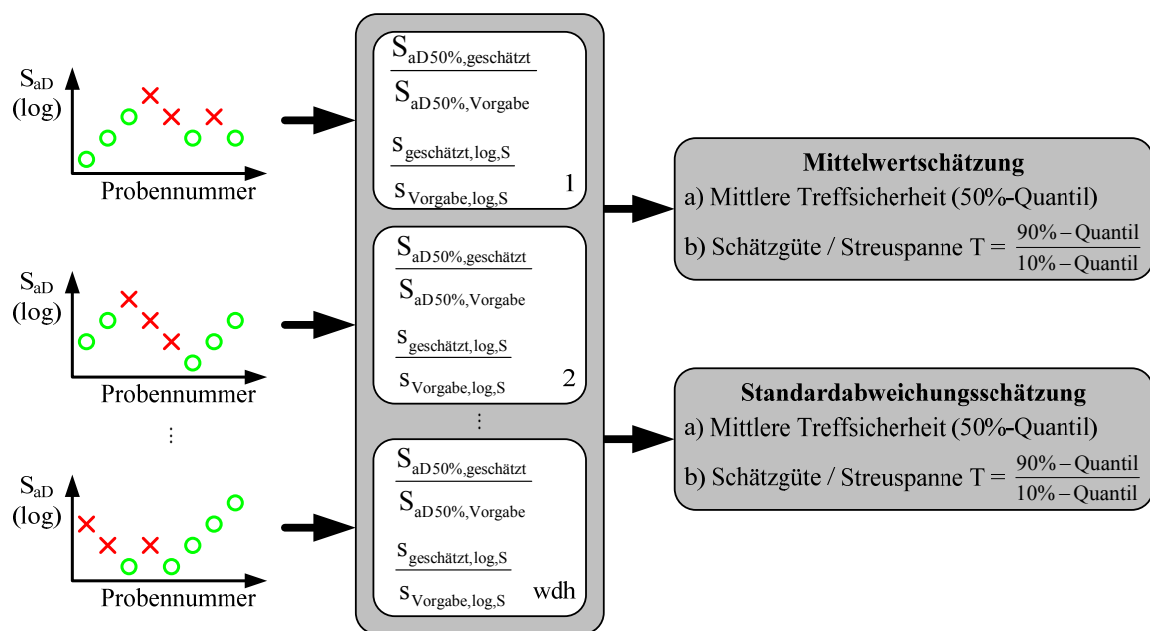 S_aD
(log)
Probennummer
S_aD
(log)
Probennummer
⋮
S_aD
(log)
Probennummer
S_aD50%,geschätzt
S_aD50%,Vorgabe
s_geschätzt,log,S
s_Vorgabe,log,S
1
S_aD50%,geschätzt
S_aD50%,Vorgabe
s_geschätzt,log,S
s_Vorgabe,log,S
2
⋮
S_aD50%,geschätzt
S_aD50%,Vorgabe
s_geschätzt,log,S
s_Vorgabe,log,S
wdh
Mittelwertschätzung
a) Mittlere Treffsicherheit (50%-Quantil)
b) Schätzgüte / Streuspanne T = 90% – Quantil / 10% – Quantil
Standardabweichungsschätzung
a) Mittlere Treffsicherheit (50%-Quantil)
b) Schätzgüte / Streuspanne T = 90% – Quantil / 10% – Quantil